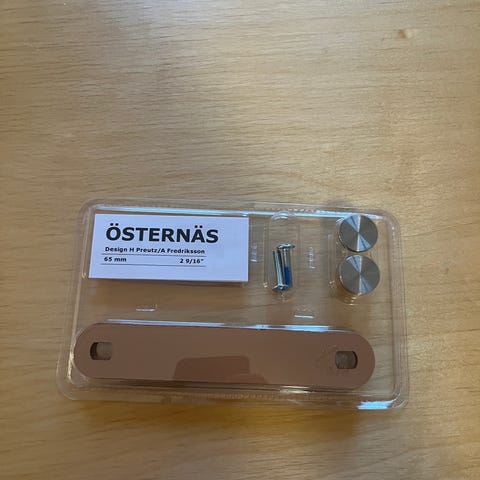 ÖSTERNÄS
Design H Preutz/A Fredriksson
65 mm 2 9/16"